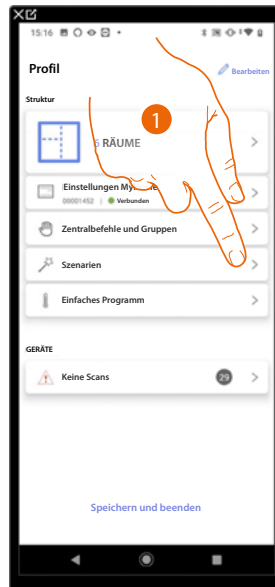 15:16
Profil
Bearbeiten
Struktur
1
RÄUME
Einstellungen
00001452 | Verbunden
Zentralbefehle und Gruppen
Szenarien
Einfaches Programm
GERÄTE
Keine Scans
29
Speichern und beenden